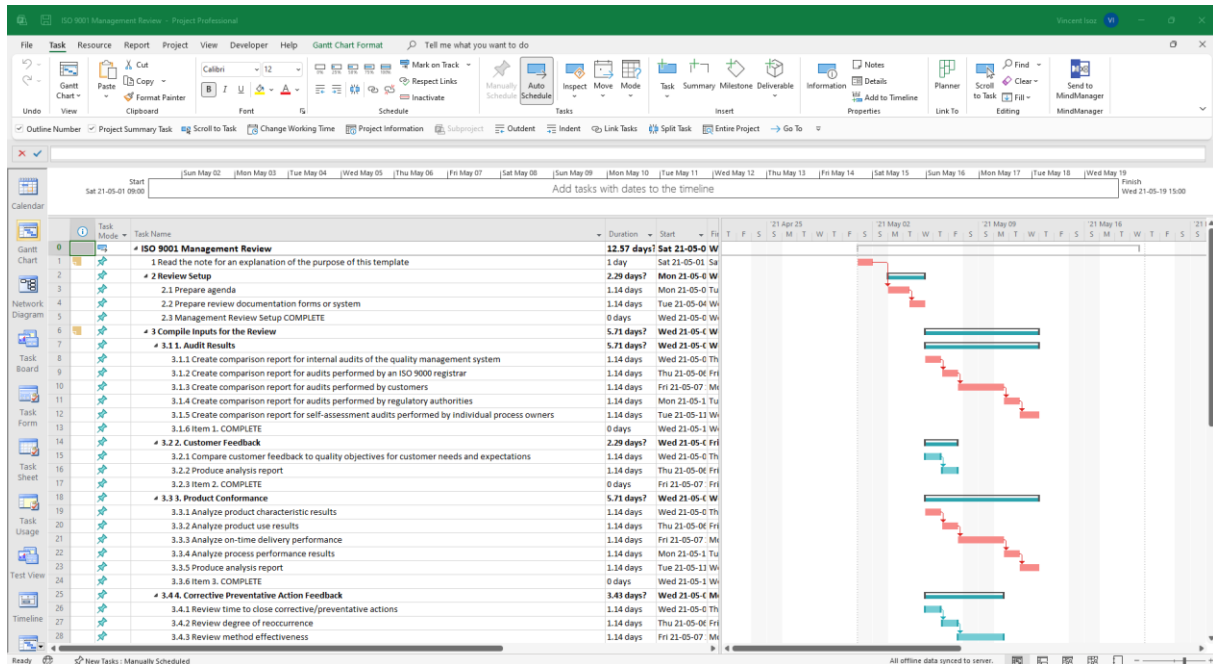 ISO 9001 Management Review - Project Professional
Vincent Isoz VI
File Task Resource Report Project View Developer Help Gantt Chart Format Tell me what you want to do
Gantt Chart
Paste
Cut
Copy
Format Painter
Calibri 12
B I U A
0% 25% 50% 75% 100%
Mark on Track
Respect Links
Inactivate
Manually Schedule
Auto Schedule
Inspect Move Mode
Task Summary Milestone Deliverable
Information
Notes
Details
Add to Timeline
Planner
Scroll to Task
Find
Clear
Fill
Send to MindManager
Undo View Clipboard Font Schedule Tasks Insert Properties Link To Editing MindManager
Outline Number Project Summary Task Scroll to Task Change Working Time Project Information Subproject Outdent Indent Link Tasks Split Task Entire Project Go To
Sun May 02 Mon May 03 Tue May 04 Wed May 05 Thu May 06 Fri May 07 Sat May 08 Sun May 09 Mon May 10 Tue May 11 Wed May 12 Thu May 13 Fri May 14 Sat May 15 Sun May 16 Mon May 17 Tue May 18 Wed May 19
Start
Sat 21-05-01 09:00
Add tasks with dates to the timeline
Finish
Wed 21-05-19 15:00
Calendar
Gantt Chart
Network Diagram
Task Board
Task Form
Task Sheet
Task Usage
Test View
Timeline
Task Mode Task Name Duration Start Fi
'21 Apr 25 '21 May 02 '21 May 09 '21 May 16 '21
T F S S M T W T F S S M T W T F S S M T W T F S S M T W T F S S
0 ISO 9001 Management Review 12.57 days? Sat 21-05-0 W
1 1 Read the note for an explanation of the purpose of this template 1 day Sat 21-05-01 Sa
2 2 Review Setup 2.29 days? Mon 21-05-0 W
3 2.1 Prepare agenda 1.14 days Mon 21-05-0 Tu
4 2.2 Prepare review documentation forms or system 1.14 days Tue 21-05-04 We
5 2.3 Management Review Setup COMPLETE 0 days Wed 21-05-0 We
6 3 Compile Inputs for the Review 5.71 days? Wed 21-05-0 W
7 3.1 1. Audit Results 5.71 days? Wed 21-05-0 W
8 3.1.1 Create comparison report for internal audits of the quality management system 1.14 days Wed 21-05-0 Th
9 3.1.2 Create comparison report for audits performed by an ISO 9000 registrar 1.14 days Thu 21-05-06 Fri
10 3.1.3 Create comparison report for audits performed by customers 1.14 days Fri 21-05-07 Mo
11 3.1.4 Create comparison report for audits performed by regulatory authorities 1.14 days Mon 21-05-1 Tu
12 3.1.5 Create comparison report for self-assessment audits performed by individual process owners 1.14 days Tue 21-05-11 We
13 3.1.6 Item 1. COMPLETE 0 days Wed 21-05-1 We
14 3.2 2. Customer Feedback 2.29 days? Wed 21-05-0 Fri
15 3.2.1 Compare customer feedback to quality objectives for customer needs and expectations 1.14 days Wed 21-05-0 Th
16 3.2.2 Produce analysis report 1.14 days Thu 21-05-06 Fri
17 3.2.3 Item 2. COMPLETE 0 days Fri 21-05-07 Fri
18 3.3 3. Product Conformance 5.71 days? Wed 21-05-0 W
19 3.3.1 Analyze product characteristic results 1.14 days Wed 21-05-0 Th
20 3.3.2 Analyze product use results 1.14 days Thu 21-05-06 Fri
21 3.3.3 Analyze on-time delivery performance 1.14 days Fri 21-05-07 Mo
22 3.3.4 Analyze process performance results 1.14 days Mon 21-05-1 Tu
23 3.3.5 Produce analysis report 1.14 days Tue 21-05-11 We
24 3.3.6 Item 3. COMPLETE 0 days Wed 21-05-1 We
25 3.4 4. Corrective Preventative Action Feedback 3.43 days? Wed 21-05-0 Mo
26 3.4.1 Review time to close corrective/preventative actions 1.14 days Wed 21-05-0 Th
27 3.4.2 Review degree of reoccurrence 1.14 days Thu 21-05-06 Fri
28 3.4.3 Review method effectiveness 1.14 days Fri 21-05-07 Mo
Ready New Tasks : Manually Scheduled All offline data synced to server.